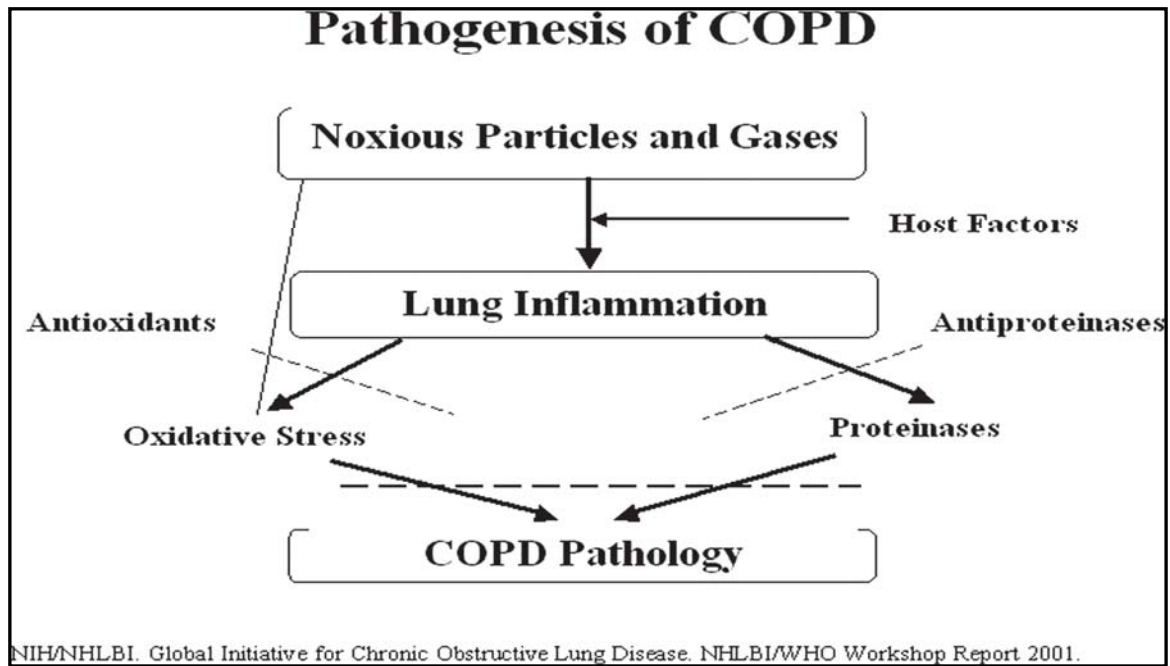 Pathogenesis of COPD
Noxious Particles and Gases
Host Factors
Lung Inflammation
Antioxidants
Antiproteinases
Oxidative Stress
Proteinases
COPD Pathology
NIH/NHLBI. Global Initiative for Chronic Obstructive Lung Disease. NHLBI/WHO Workshop Report 2001.